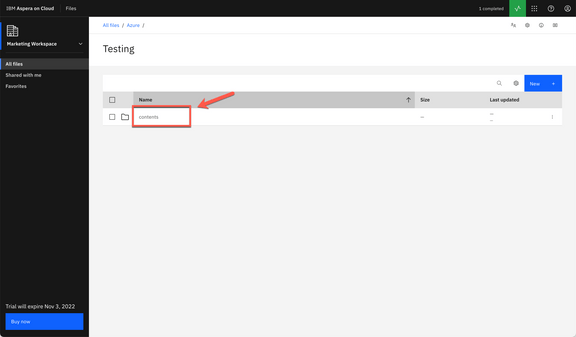 IBM Aspera on Cloud
Files
1 completed
Marketing Workspace
All files
Shared with me
Favorites
Trial will expire Nov 3, 2022
Buy now
All files / Azure /
Testing
New +
Name
Size
Last updated
contents
--
--
--